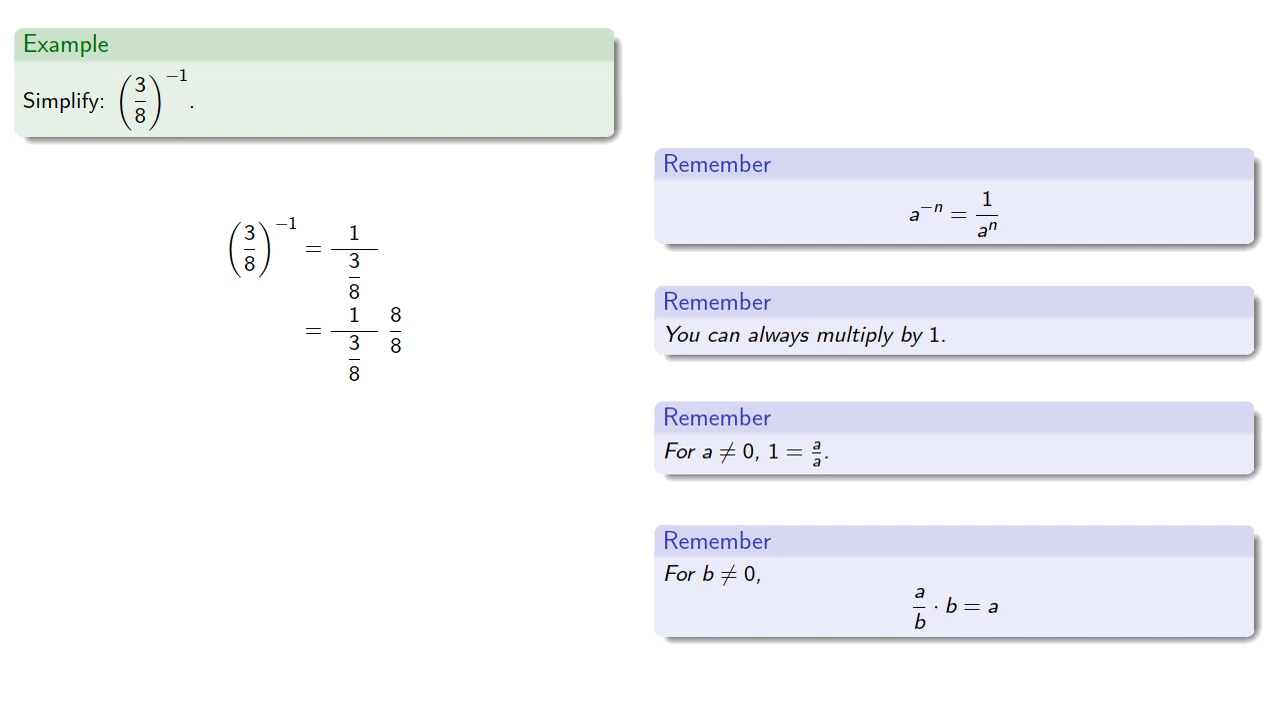 Example
Simplify: (3/8)^−1.
(3/8)^−1 = 1/(3/8)
= 1/(3/8) 8/8
Remember
a^−n = 1/a^n
Remember
You can always multiply by 1.
Remember
For a ≠ 0, 1 = a/a.
Remember
For b ≠ 0,
a/b · b = a